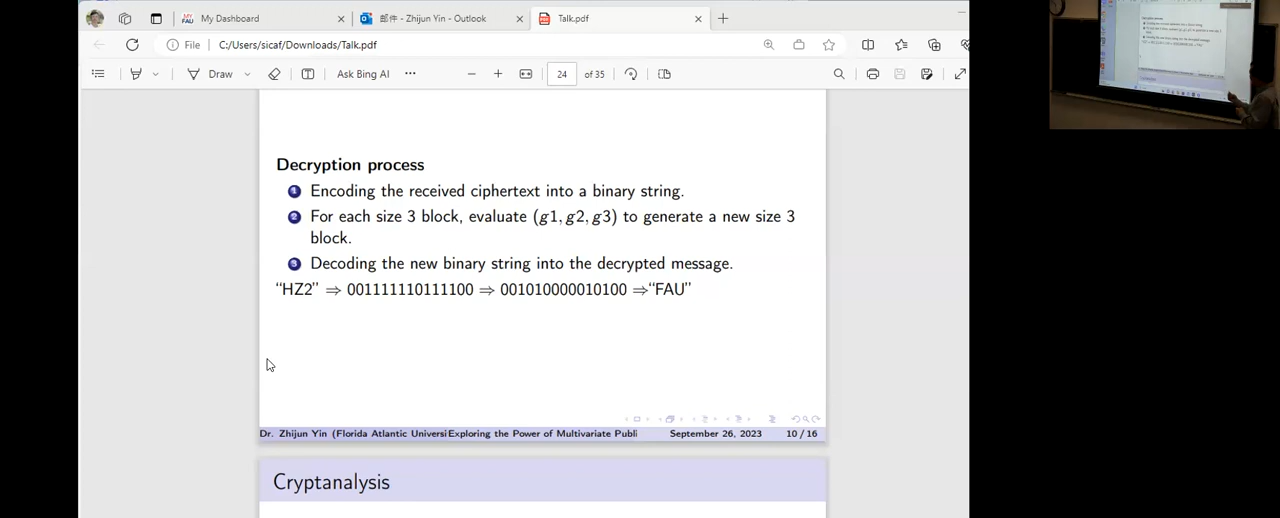 My Dashboard
邮件 - Zhijun Yin - Outlook
Talk.pdf
File
C:/Users/sicaf/Downloads/Talk.pdf
Draw
Ask Bing AI
24
of 35
Decryption process
1 Encoding the received ciphertext into a binary string.
2 For each size 3 block, evaluate (g1, g2, g3) to generate a new size 3
block.
3 Decoding the new binary string into the decrypted message.
“HZ2” ⇒ 001111110111100 ⇒ 001010000010100 ⇒“FAU”
Dr. Zhijun Yin (Florida Atlantic Universi Exploring the Power of Multivariate Publi
September 26, 2023
10 / 16
Cryptanalysis